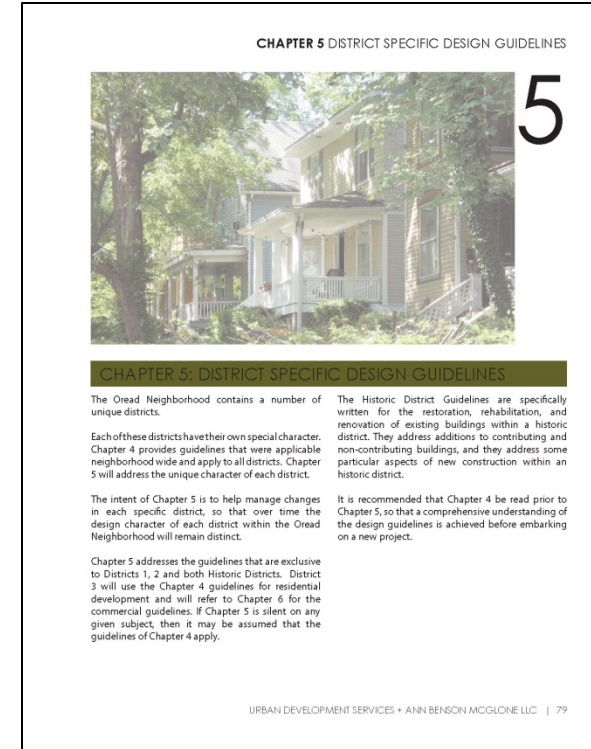 CHAPTER 5 DISTRICT SPECIFIC DESIGN GUIDELINES
5
CHAPTER 5: DISTRICT SPECIFIC DESIGN GUIDELINES
The Oread Neighborhood contains a number of
unique districts.
Each of these districts have their own special character.
Chapter 4 provides guidelines that were applicable
neighborhood wide and apply to all districts. Chapter
5 will address the unique character of each district.
The intent of Chapter 5 is to help manage changes
in each specific district, so that over time the
design character of each district within the Oread
Neighborhood will remain distinct.
Chapter 5 addresses the guidelines that are exclusive
to Districts 1, 2 and both Historic Districts. District
3 will use the Chapter 4 guidelines for residential
development and will refer to Chapter 6 for the
commercial guidelines. If Chapter 5 is silent on any
given subject, then it may be assumed that the
guidelines of Chapter 4 apply.
The Historic District Guidelines are specifically
written for the restoration, rehabilitation, and
renovation of existing buildings within a historic
district. They address additions to contributing and
non-contributing buildings, and they address some
particular aspects of new construction within an
historic district.
It is recommended that Chapter 4 be read prior to
Chapter 5, so that a comprehensive understanding of
the design guidelines is achieved before embarking
on a new project.
URBAN DEVELOPMENT SERVICES + ANN BENSON MCGLONE LLC | 79